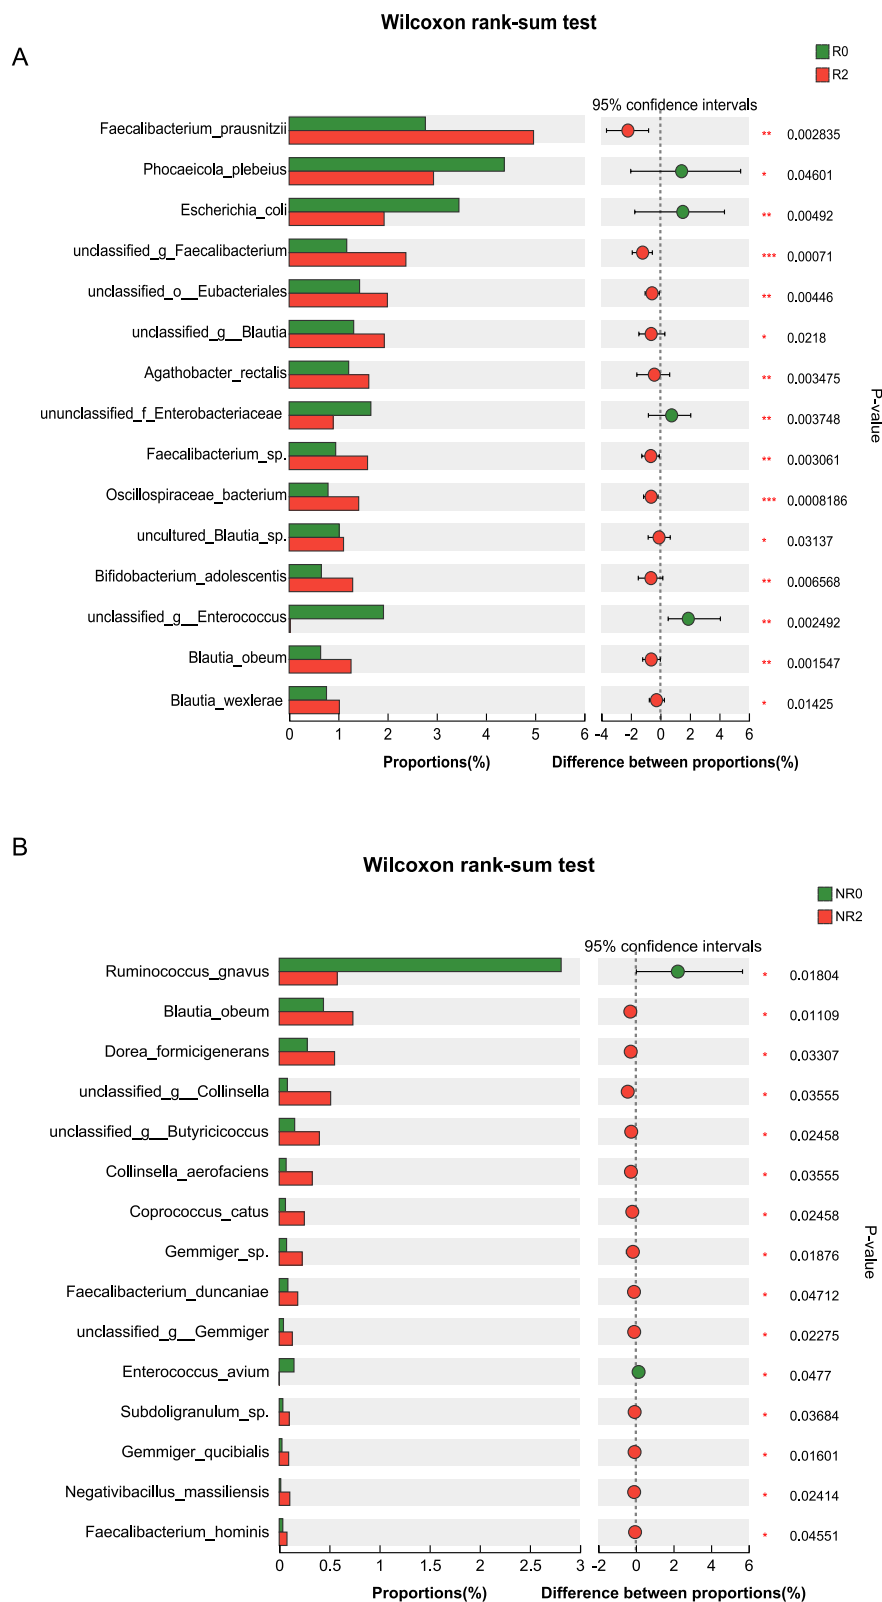 Wilcoxon rank-sum test
A
R0
R2
95% confidence intervals
Faecalibacterium_prausnitzii ** 0.002835
Phocaeicola_plebeius * 0.04601
Escherichia_coli ** 0.00492
unclassified_g_Faecalibacterium *** 0.00071
unclassified_o__Eubacteriales ** 0.00446
unclassified_g__Blautia * 0.0218
Agathobacter_rectalis ** 0.003475
ununclassified_f_Enterobacteriaceae ** 0.003748
Faecalibacterium_sp. ** 0.003061
Oscillospiraceae_bacterium *** 0.0008186
uncultured_Blautia_sp. * 0.03137
Bifidobacterium_adolescentis ** 0.006568
unclassified_g__Enterococcus ** 0.002492
Blautia_obeum ** 0.001547
Blautia_wexlerae * 0.01425
P-value
0 1 2 3 4 5 6 -4 -2 0 2 4 6
Proportions(%) Difference between proportions(%)
B
Wilcoxon rank-sum test
NR0
NR2
95% confidence intervals
Ruminococcus_gnavus * 0.01804
Blautia_obeum * 0.01109
Dorea_formicigenerans * 0.03307
unclassified_g__Collinsella * 0.03555
unclassified_g__Butyricicoccus * 0.02458
Collinsella_aerofaciens * 0.03555
Coprococcus_catus * 0.02458
Gemmiger_sp. * 0.01876
Faecalibacterium_duncaniae * 0.04712
unclassified_g__Gemmiger * 0.02275
Enterococcus_avium * 0.0477
Subdoligranulum_sp. * 0.03684
Gemmiger_qucibialis * 0.01601
Negativibacillus_massiliensis * 0.02414
Faecalibacterium_hominis * 0.04551
P-value
0 0.5 1 1.5 2 2.5 3 -2 0 2 4 6
Proportions(%) Difference between proportions(%)